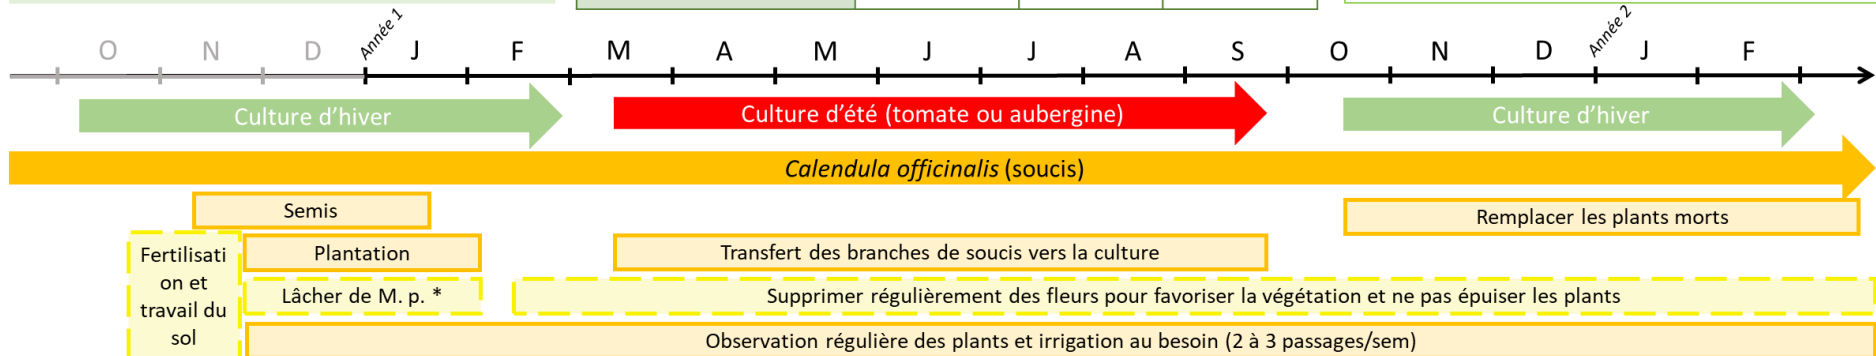 O N D Année 1 J F M A M J J A S O N D Année 2 J F
Culture d'hiver
Culture d'été (tomate ou aubergine)
Culture d'hiver
Calendula officinalis (soucis)
Semis
Remplacer les plants morts
Fertilisati
on et
travail du
sol
Plantation
Transfert des branches de soucis vers la culture
Lâcher de M. p. *
Supprimer régulièrement des fleurs pour favoriser la végétation et ne pas épuiser les plants
Observation régulière des plants et irrigation au besoin (2 à 3 passages/sem)